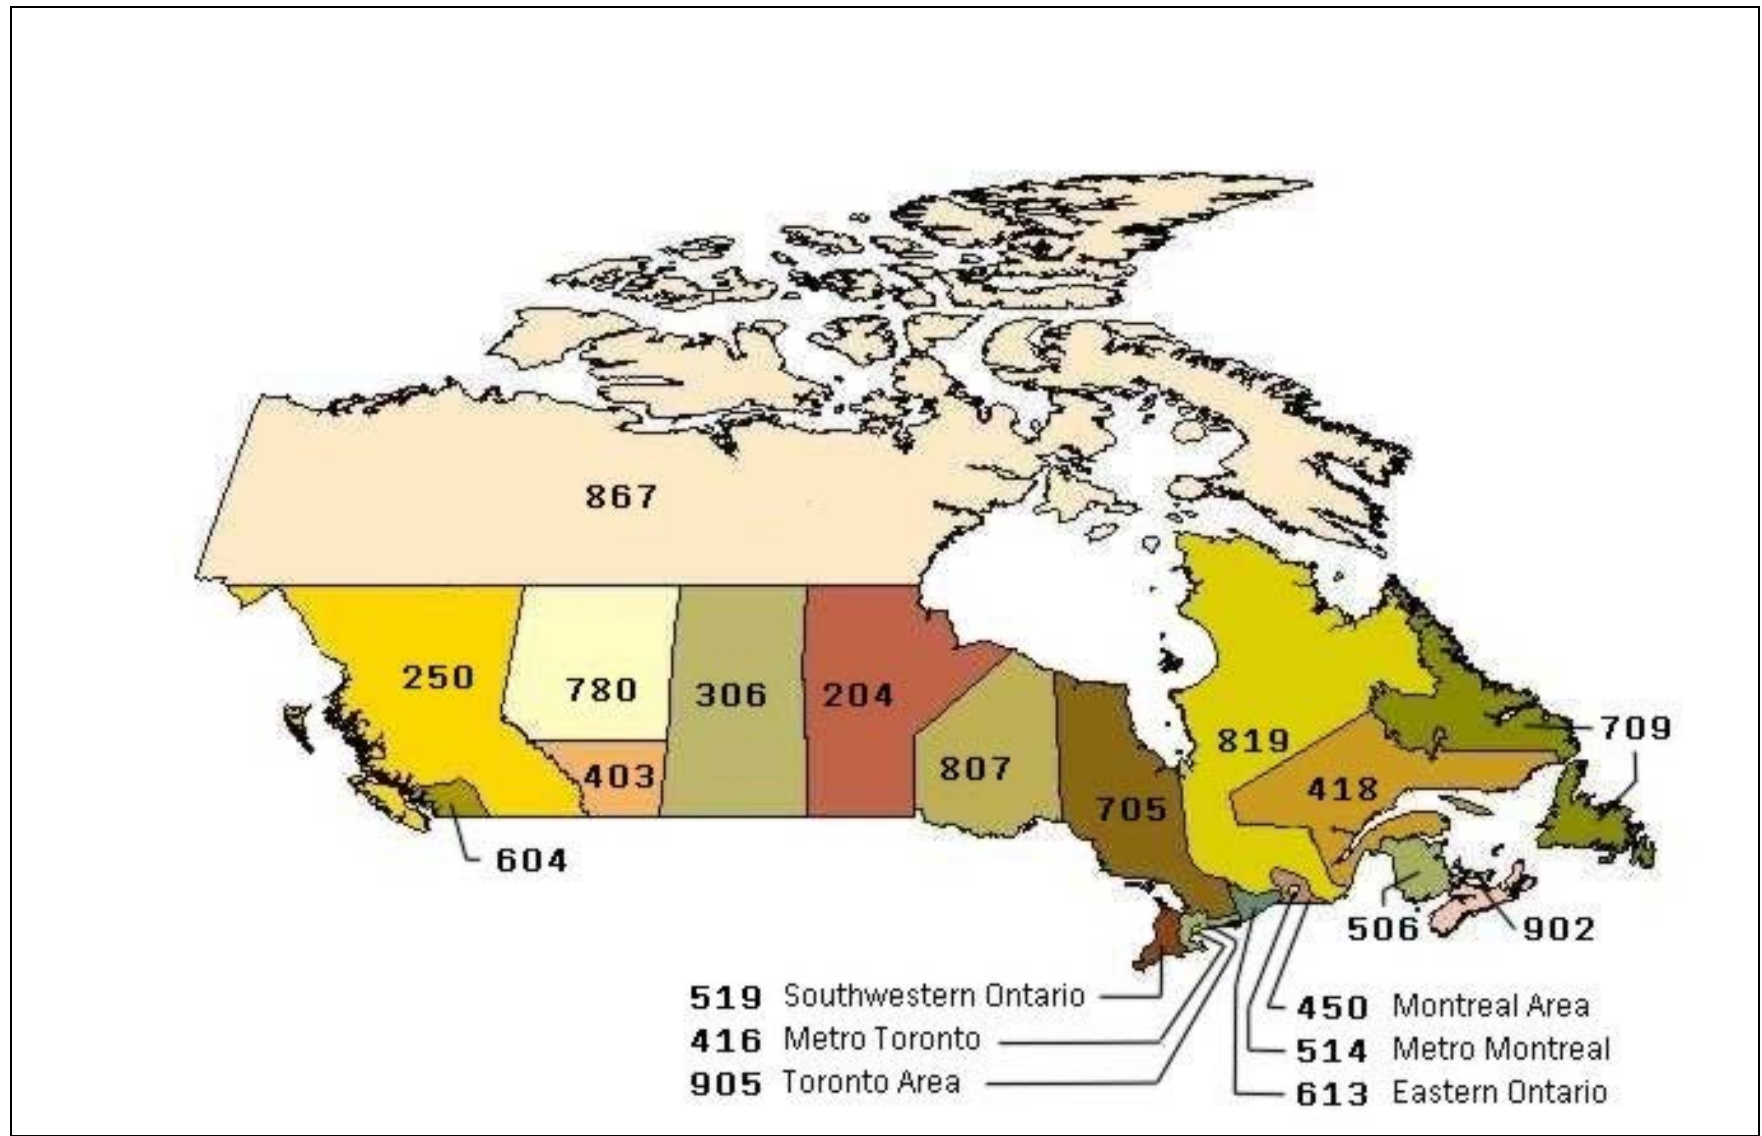 867
250
780
306
204
403
604
807
705
819
418
709
506
902
519 Southwestern Ontario
416 Metro Toronto
905 Toronto Area
450 Montreal Area
514 Metro Montreal
613 Eastern Ontario